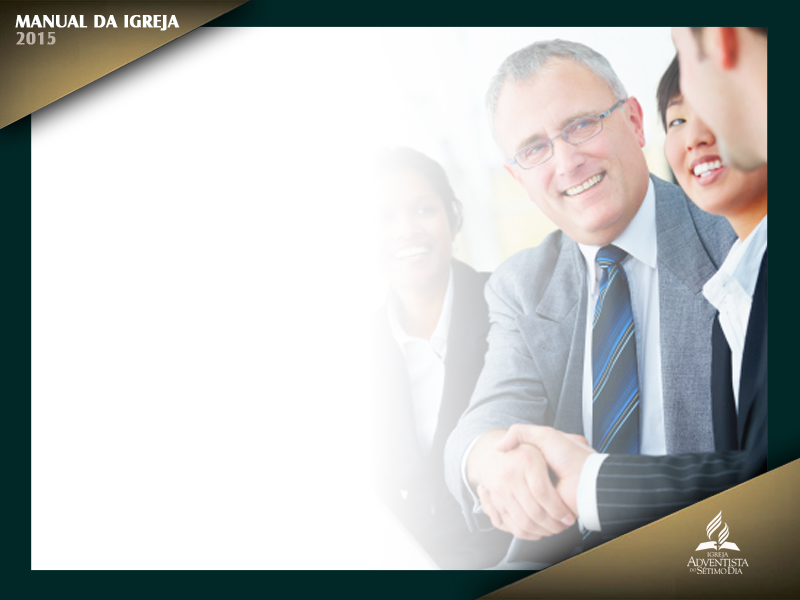 MANUAL DA IGREJA
2015
IGREJA
ADVENTISTA
DO SÉTIMO DIA